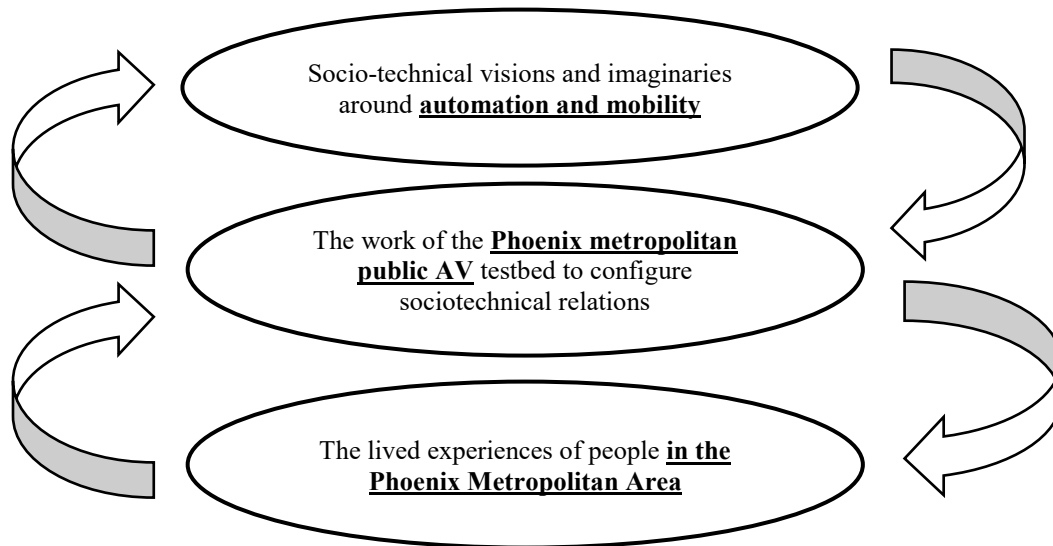 Socio-technical visions and imaginaries
around automation and mobility
The work of the Phoenix metropolitan
public AV testbed to configure
sociotechnical relations
The lived experiences of people in the
Phoenix Metropolitan Area